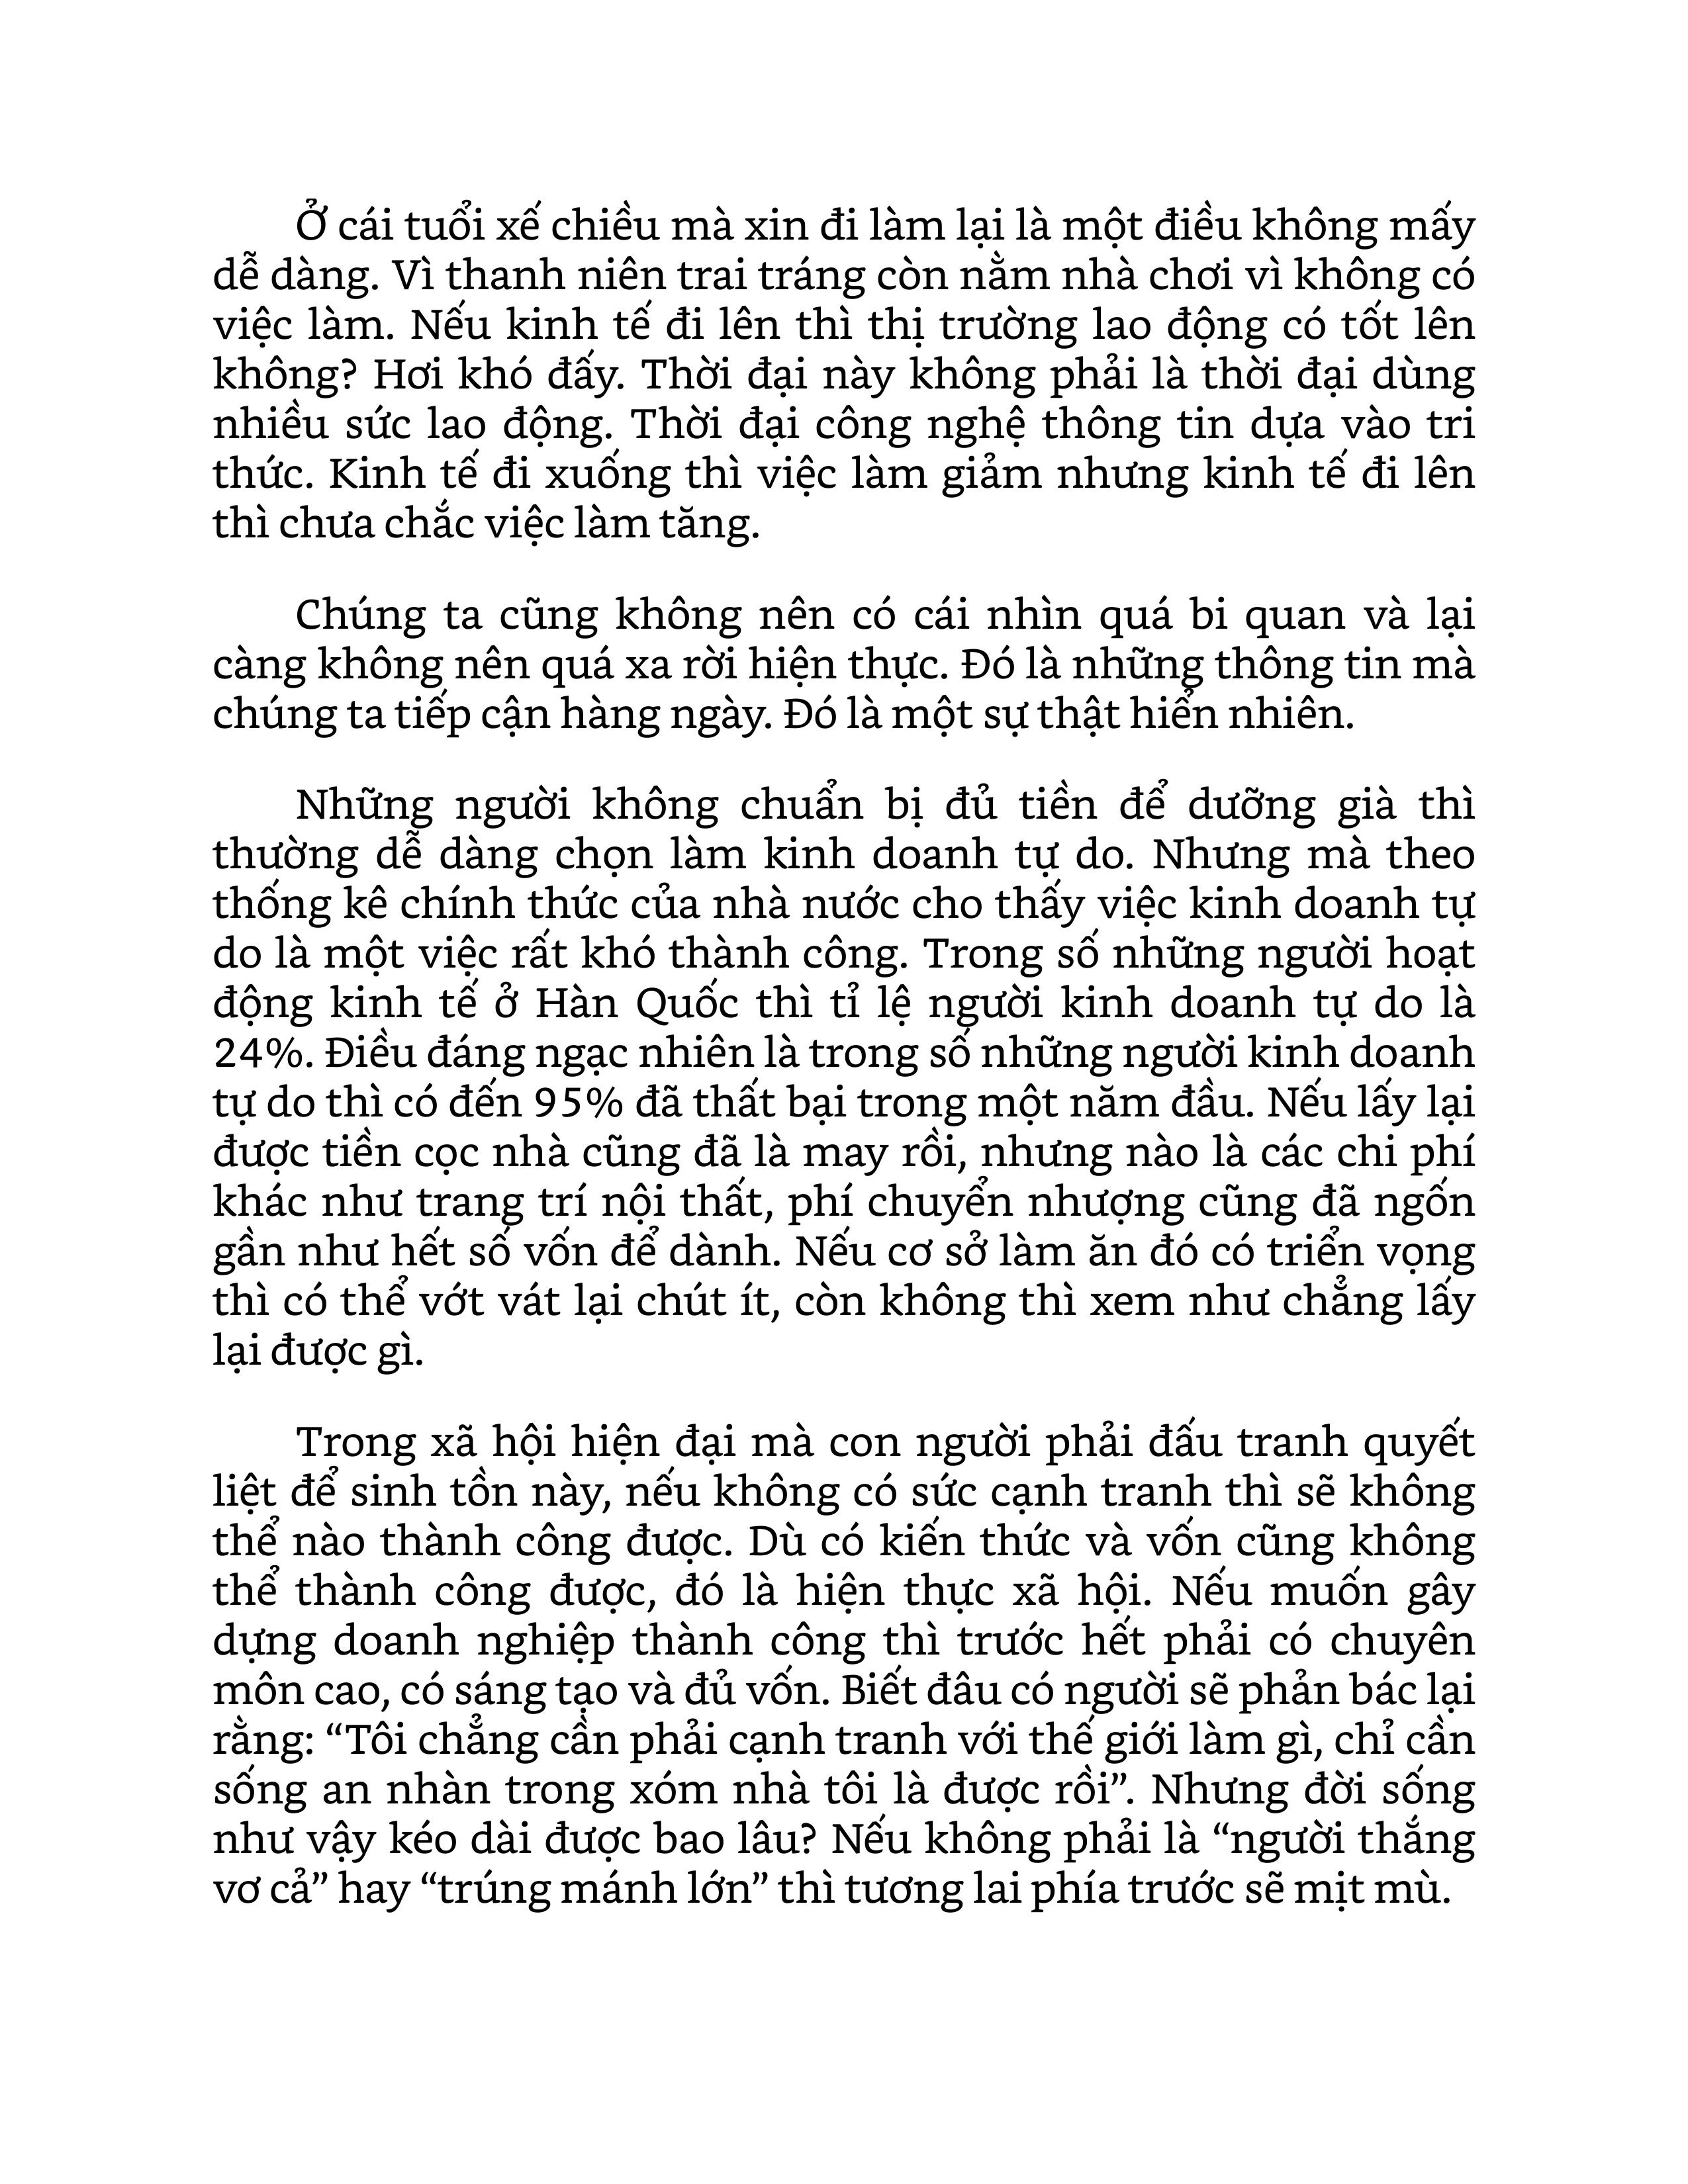 Ở cái tuổi xế chiều mà xin đi làm lại là một điều không mấy
dễ dàng. Vì thanh niên trai tráng còn nằm nhà chơi vì không có
việc làm. Nếu kinh tế đi lên thì thị trường lao động có tốt lên
không? Hơi khó đấy. Thời đại này không phải là thời đại dùng
nhiều sức lao động. Thời đại công nghệ thông tin dựa vào tri
thức. Kinh tế đi xuống thì việc làm giảm nhưng kinh tế đi lên
thì chưa chắc việc làm tăng.
Chúng ta cũng không nên có cái nhìn quá bi quan và lại
càng không nên quá xa rời hiện thực. Đó là những thông tin mà
chúng ta tiếp cận hàng ngày. Đó là một sự thật hiển nhiên.
Những người không chuẩn bị đủ tiền để dưỡng già thì
thường dễ dàng chọn làm kinh doanh tự do. Nhưng mà theo
thống kê chính thức của nhà nước cho thấy việc kinh doanh tự
do là một việc rất khó thành công. Trong số những người hoạt
động kinh tế ở Hàn Quốc thì tỉ lệ người kinh doanh tự do là
24%. Điều đáng ngạc nhiên là trong số những người kinh doanh
tự do thì có đến 95% đã thất bại trong một năm đầu. Nếu lấy lại
được tiền cọc nhà cũng đã là may rồi, nhưng nào là các chi phí
khác như trang trí nội thất, phí chuyển nhượng cũng đã ngốn
gần như hết số vốn để dành. Nếu cơ sở làm ăn đó có triển vọng
thì có thể vớt vát lại chút ít, còn không thì xem như chẳng lấy
lại được gì.
Trong xã hội hiện đại mà con người phải đấu tranh quyết
liệt để sinh tồn này, nếu không có sức cạnh tranh thì sẽ không
thể nào thành công được. Dù có kiến thức và vốn cũng không
thể thành công được, đó là hiện thực xã hội. Nếu muốn gây
dựng doanh nghiệp thành công thì trước hết phải có chuyên
môn cao, có sáng tạo và đủ vốn. Biết đâu có người sẽ phản bác lại
rằng: “Tôi chẳng cần phải cạnh tranh với thế giới làm gì, chỉ cần
sống an nhàn trong xóm nhà tôi là được rồi”. Nhưng đời sống
như vậy kéo dài được bao lâu? Nếu không phải là “người thắng
vơ cả” hay “trúng mánh lớn” thì tương lai phía trước sẽ mịt mù.